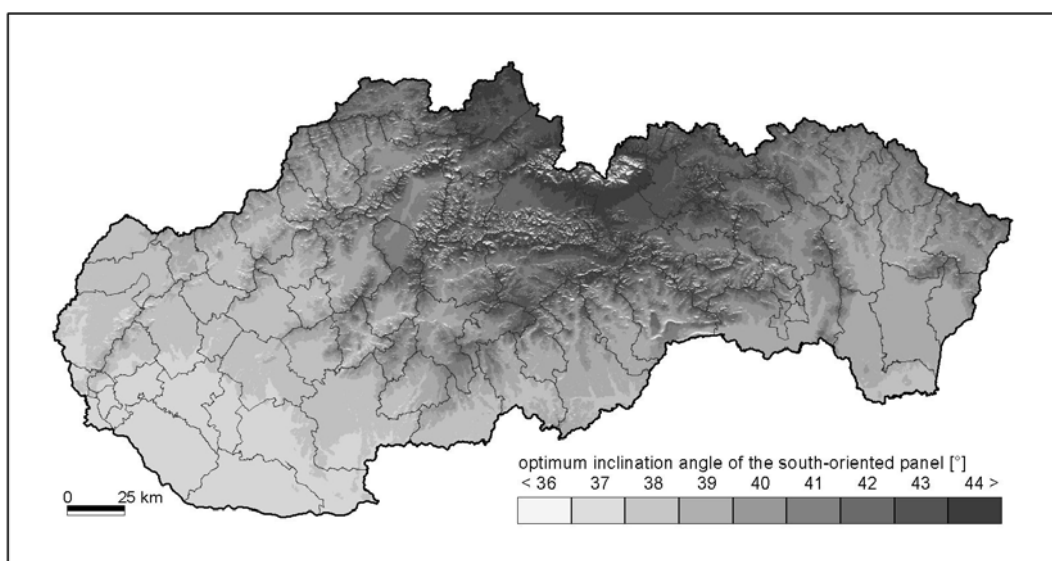 optimum inclination angle of the south-oriented panel [°]
< 36 37 38 39 40 41 42 43 44 >
0 25 km